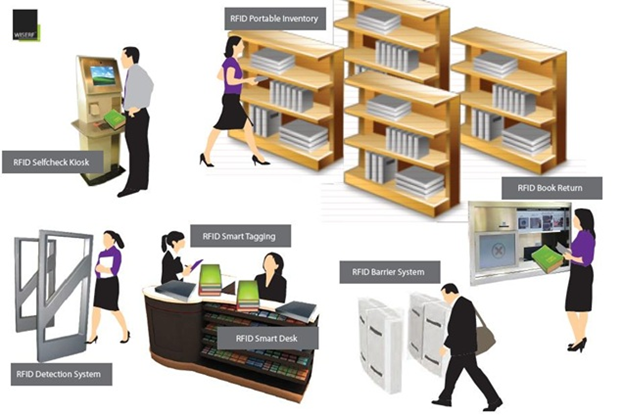 WISERF
RFID Portable Inventory
RFID Selfcheck Kiosk
RFID Book Return
RFID Smart Tagging
RFID Barrier System
RFID Smart Desk
RFID Detection System